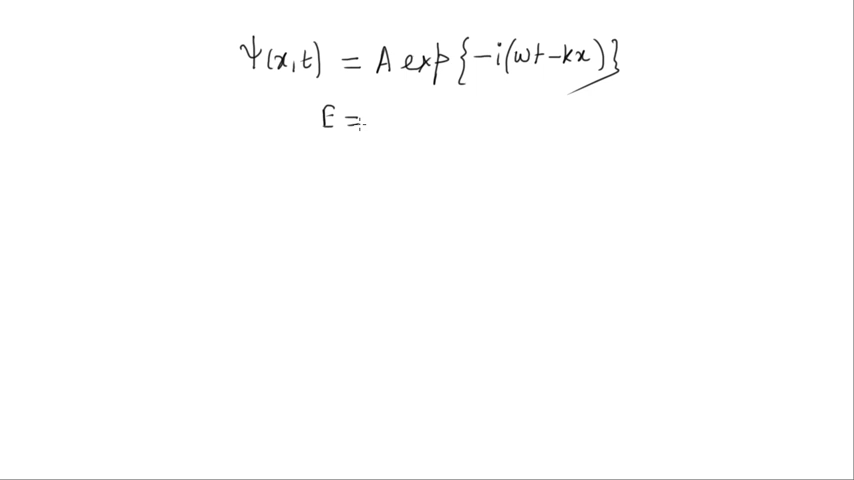 Ψ(x,t) = A exp{-i(ωt-kx)}
E =